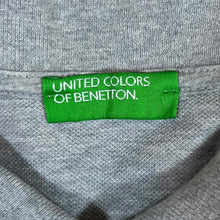 UNITED COLORS
OF BENETTON.